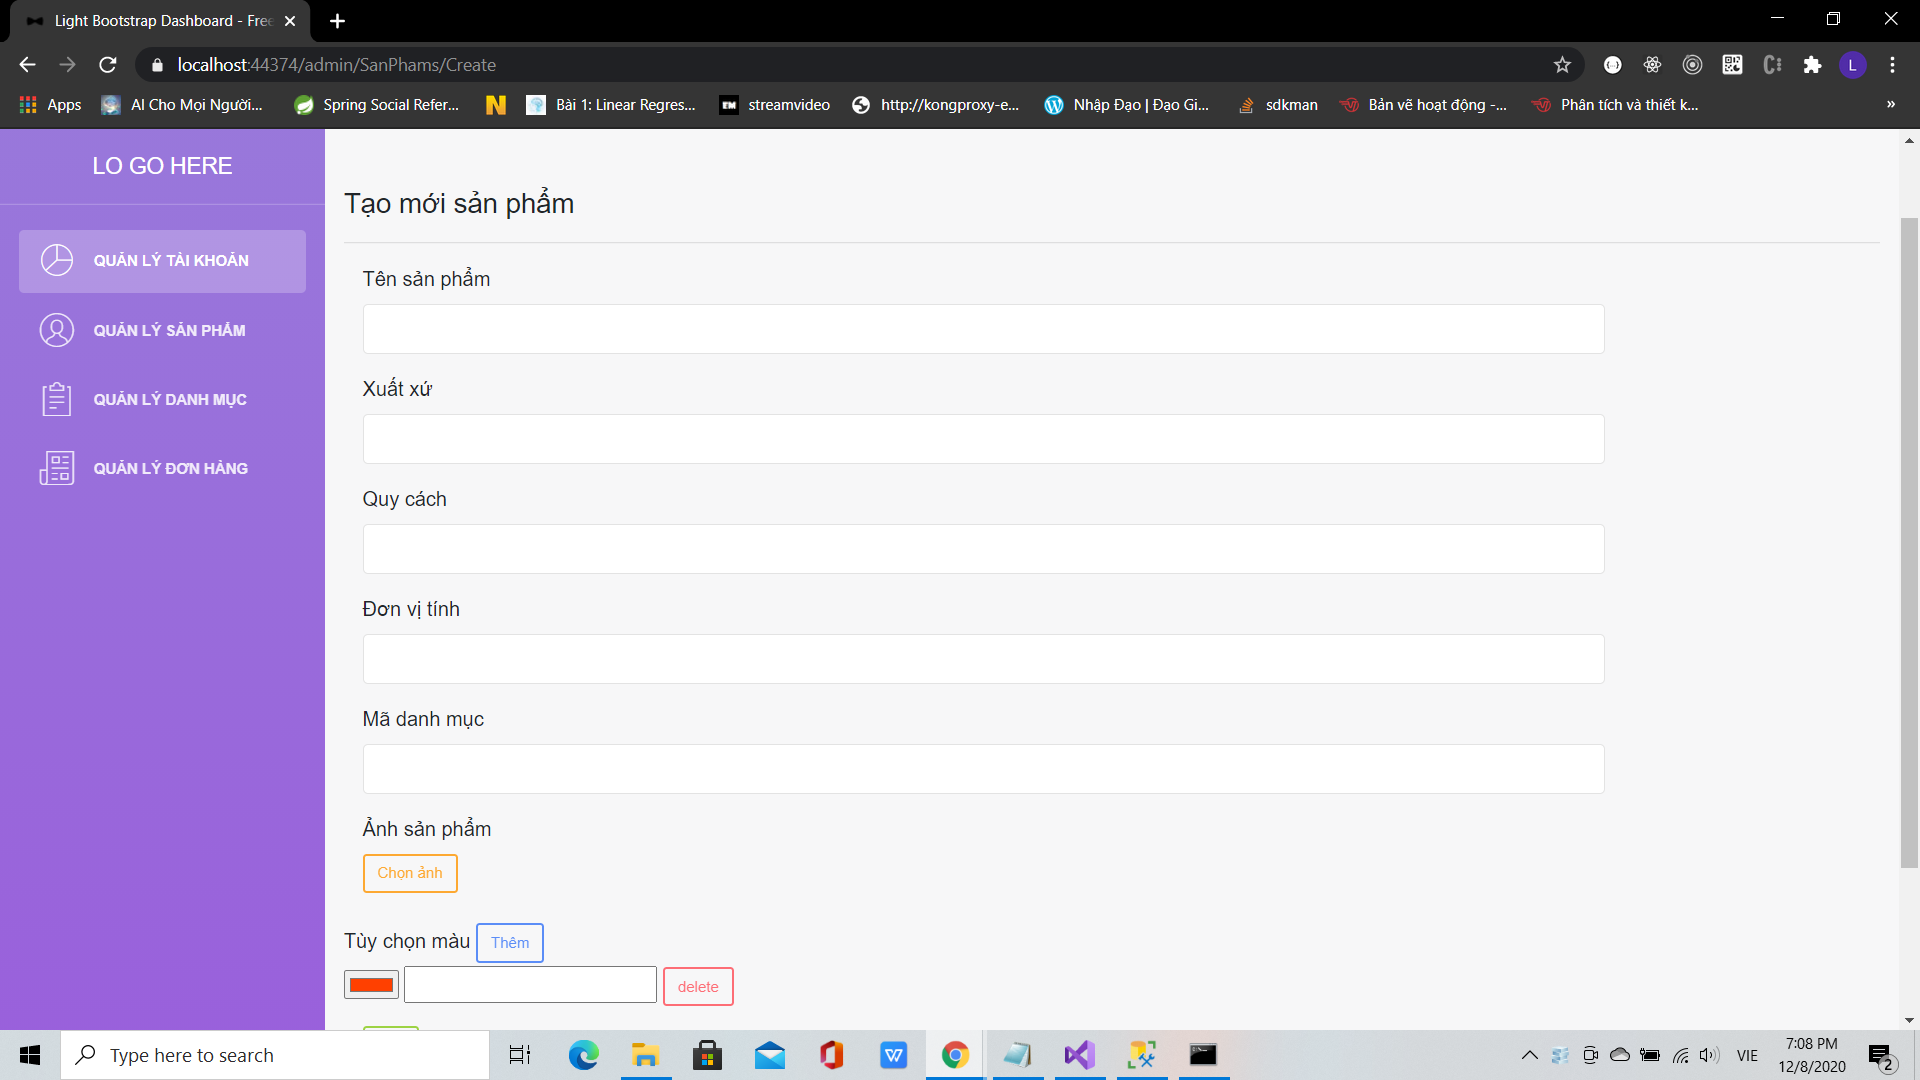 Light Bootstrap Dashboard - Free
localhost:44374/admin/SanPhams/Create
L
Apps
AI Cho Mọi Người...
Spring Social Refer...
Bài 1: Linear Regres...
streamvideo
http://kongproxy-e...
Nhập Đạo | Đạo Gi...
sdkman
Bản vẽ hoạt động -...
Phân tích và thiết k...
»
LO GO HERE
QUẢN LÝ TÀI KHOẢN
QUẢN LÝ SẢN PHẨM
QUẢN LÝ DANH MỤC
QUẢN LÝ ĐƠN HÀNG
Tạo mới sản phẩm
Tên sản phẩm
Xuất xứ
Quy cách
Đơn vị tính
Mã danh mục
Ảnh sản phẩm
Chọn ảnh
Tùy chọn màu
Thêm
delete
Type here to search
VIE
7:08 PM
12/8/2020
2